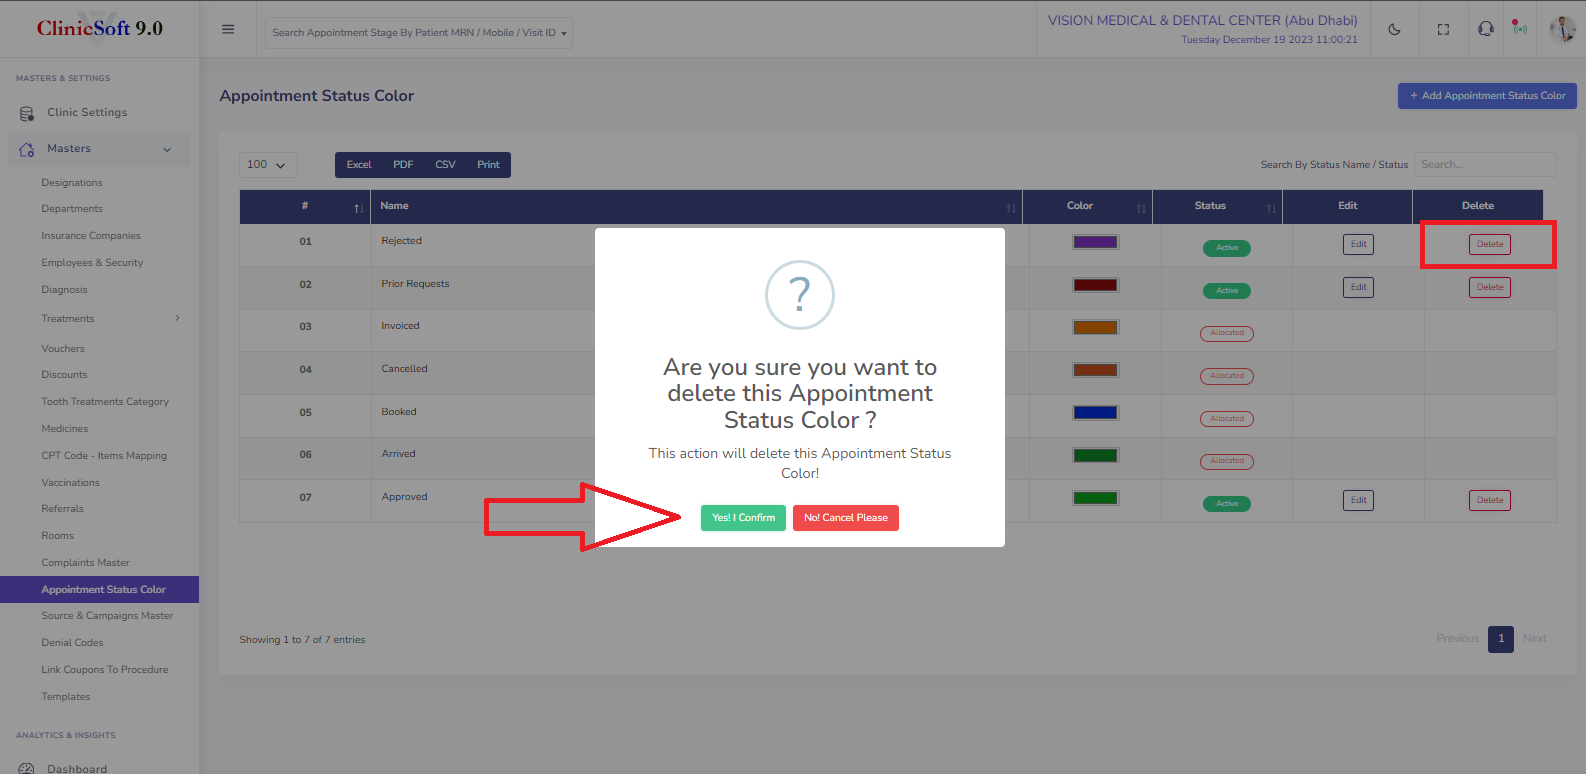 ClinicSoft 9.0
Search Appointment Stage By Patient MRN / Mobile / Visit ID
VISION MEDICAL & DENTAL CENTER (Abu Dhabi)
Tuesday December 19 2023 11:00:21
MASTERS & SETTINGS
Clinic Settings
Masters
Designations
Departments
Insurance Companies
Employees & Security
Diagnosis
Treatments
Vouchers
Discounts
Tooth Treatments Category
Medicines
CPT Code - Items Mapping
Vaccinations
Referrals
Rooms
Complaints Master
Appointment Status Color
Source & Campaigns Master
Denial Codes
Link Coupons To Procedure
Templates
ANALYTICS & INSIGHTS
Dashboard
Appointment Status Color
+ Add Appointment Status Color
100 Excel PDF CSV Print Search By Status Name / Status Search...
# Name Color Status Edit Delete
01 Rejected Active Edit Delete
02 Prior Requests Active Edit Delete
03 Invoiced Allocated
04 Cancelled Allocated
05 Booked Allocated
06 Arrived Allocated
07 Approved Active Edit Delete
?
Are you sure you want to
delete this Appointment
Status Color ?
This action will delete this Appointment Status
Color!
Yes! I Confirm No! Cancel Please
Showing 1 to 7 of 7 entries
Previous 1 Next